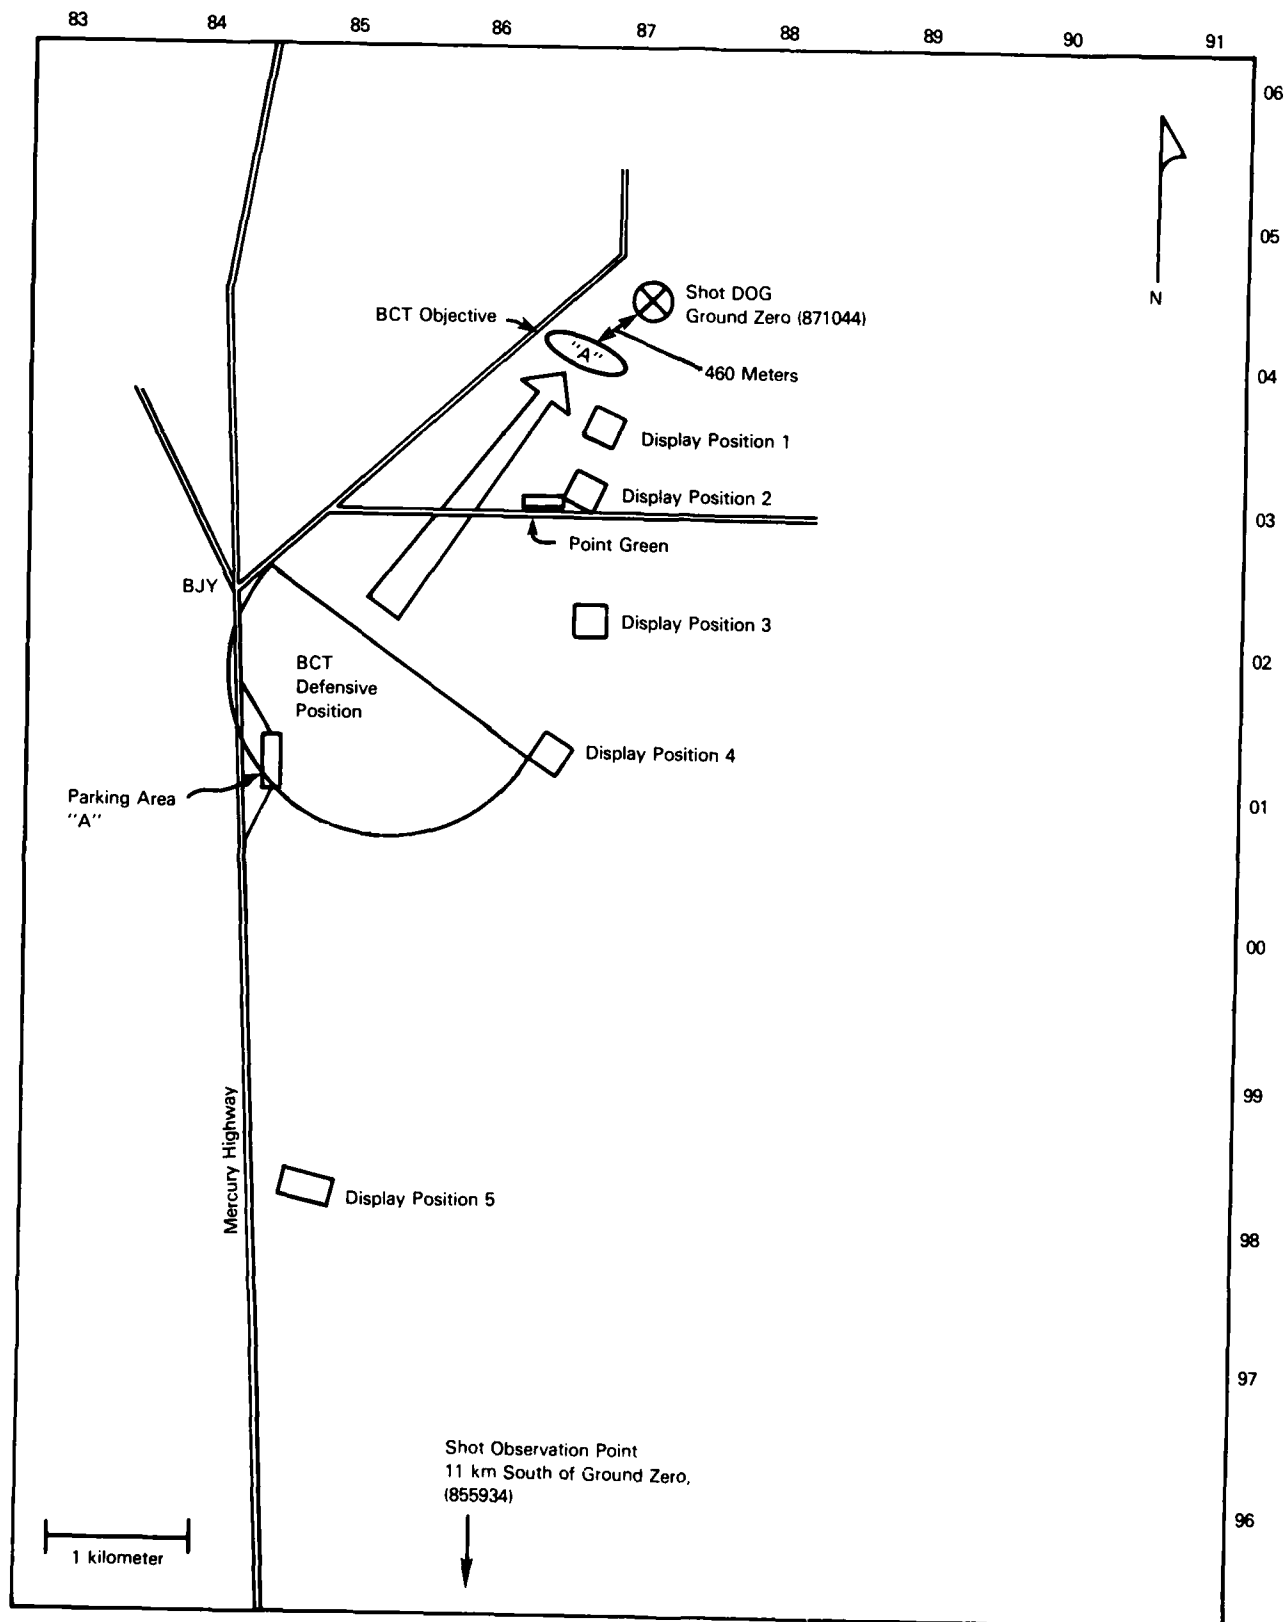 83 84 85 86 87 88 89 90 91
06
05
Shot DOG
Ground Zero (871044)
BCT Objective
"A"
460 Meters
04
Display Position 1
Display Position 2
03
Point Green
BJY
Display Position 3
02
BCT
Defensive
Position
Display Position 4
Parking Area
"A"
01
00
99
Mercury Highway
Display Position 5
98
97
Shot Observation Point
11 km South of Ground Zero,
(855934)
96
1 kilometer
N